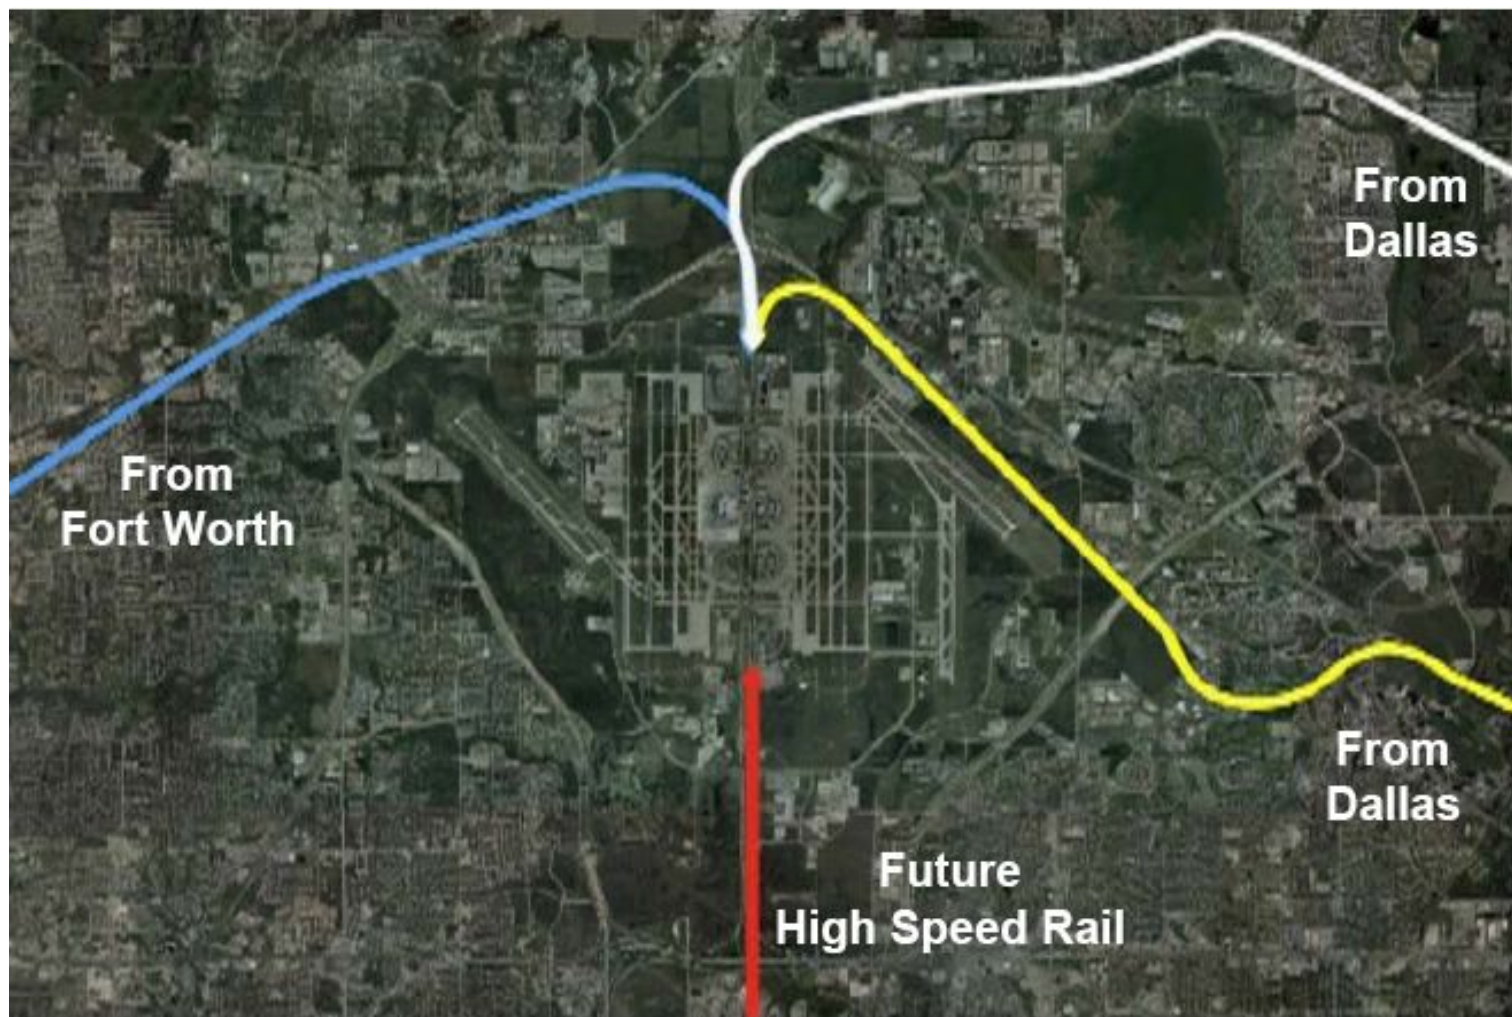 From
Dallas
From
Fort Worth
From
Dallas
Future
High Speed Rail